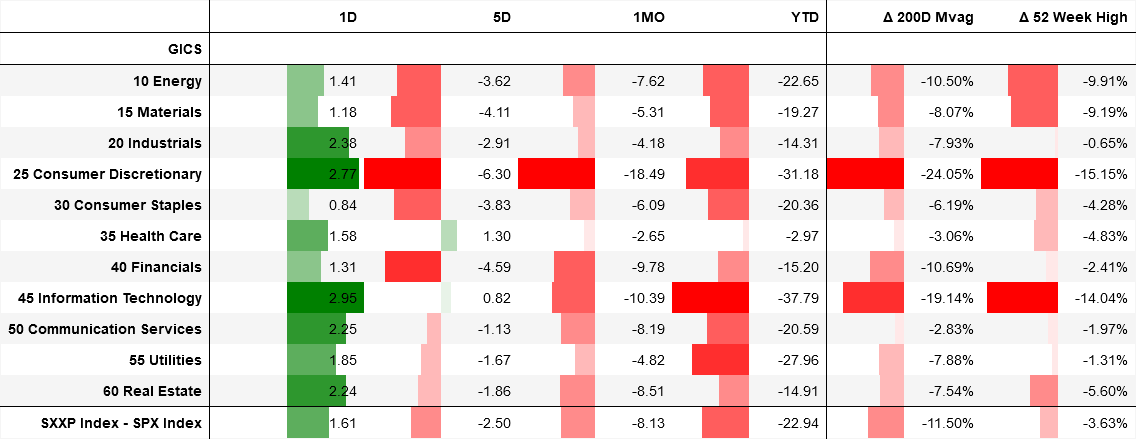 1D 5D 1MO YTD Δ 200D Mvag Δ 52 Week High
GICS
10 Energy 1.41 -3.62 -7.62 -22.65 -10.50% -9.91%
15 Materials 1.18 -4.11 -5.31 -19.27 -8.07% -9.19%
20 Industrials 2.38 -2.91 -4.18 -14.31 -7.93% -0.65%
25 Consumer Discretionary 2.77 -6.30 -18.49 -31.18 -24.05% -15.15%
30 Consumer Staples 0.84 -3.83 -6.09 -20.36 -6.19% -4.28%
35 Health Care 1.58 1.30 -2.65 -2.97 -3.06% -4.83%
40 Financials 1.31 -4.59 -9.78 -15.20 -10.69% -2.41%
45 Information Technology 2.95 0.82 -10.39 -37.79 -19.14% -14.04%
50 Communication Services 2.25 -1.13 -8.19 -20.59 -2.83% -1.97%
55 Utilities 1.85 -1.67 -4.82 -27.96 -7.88% -1.31%
60 Real Estate 2.24 -1.86 -8.51 -14.91 -7.54% -5.60%
SXXP Index - SPX Index 1.61 -2.50 -8.13 -22.94 -11.50% -3.63%